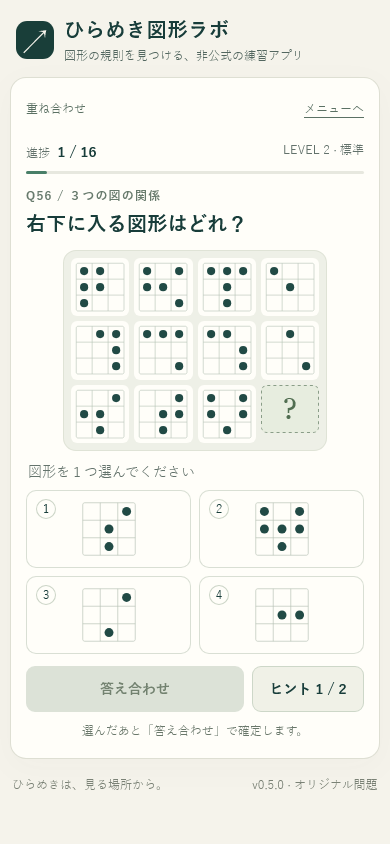 ひらめき図形ラボ
図形の規則を見つける、非公式の練習アプリ
重ね合わせ
メニューへ
進捗 1 / 16
LEVEL 2 · 標準
Q56 / 3つの図の関係
右下に入る図形はどれ？
?
図形を1つ選んでください
1
2
3
4
答え合わせ
ヒント 1 / 2
選んだあと「答え合わせ」で確定します。
ひらめきは、見る場所から。
v0.5.0 · オリジナル問題